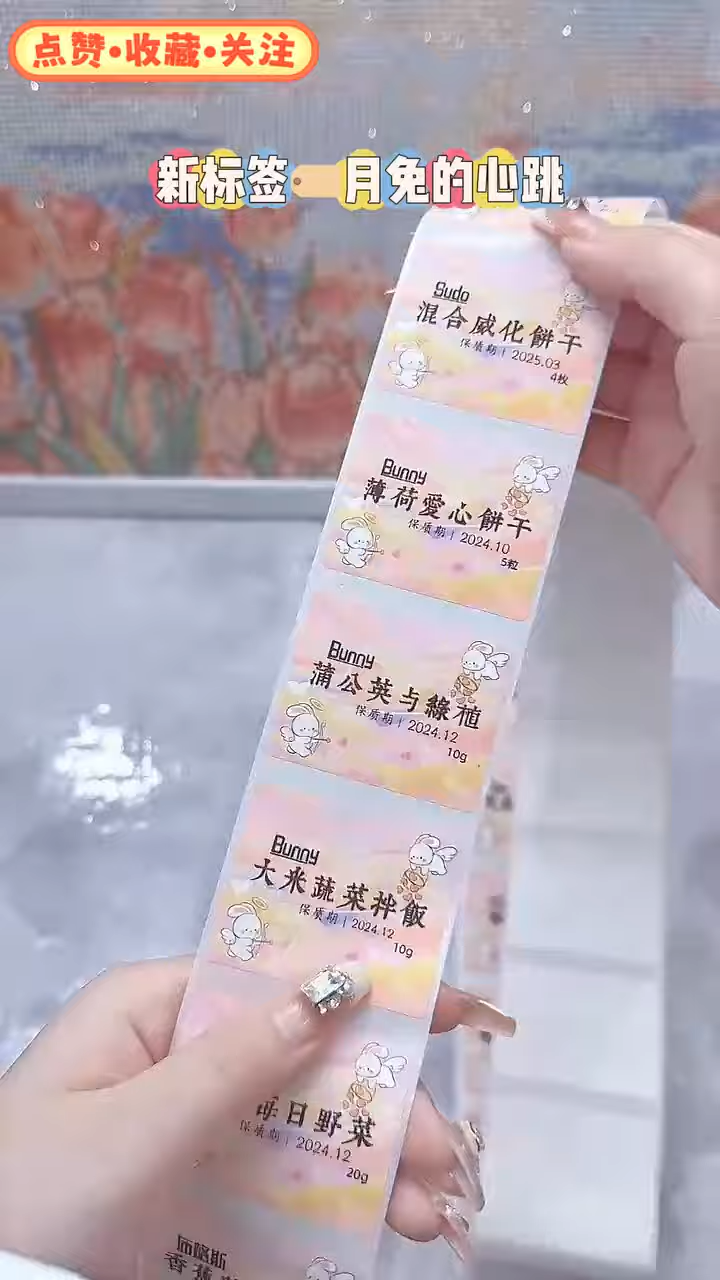 点赞•收藏•关注
新标签 月兔的心跳
Sudo
混合威化餅干
保质期 | 2025.03
4枚
Bunny
薄荷愛心餅干
保质期 | 2024.10
5粒
Bunny
蒲公英与綠植
保质期 | 2024.12
10g
Bunny
大米蔬菜拌飯
保质期 | 2024.12
10g
每日野菜
保质期 | 2024.12
20g
香蕉